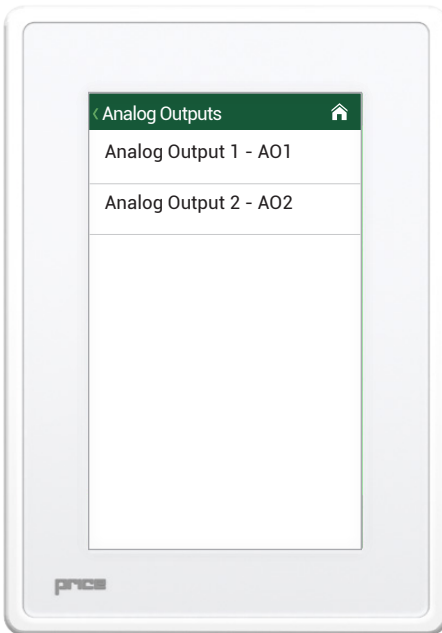 Analog Outputs
Analog Output 1 - AO1
Analog Output 2 - AO2
price